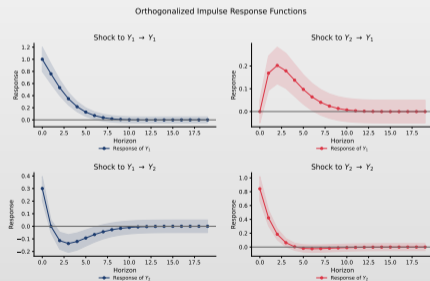 Orthogonalized Impulse Response Functions
Shock to Y₁ → Y₁
Response
1.2
1.0
0.8
0.6
0.4
0.2
0.0
0.0 2.5 5.0 7.5 10.0 12.5 15.0 17.5
Horizon
Response of Y₁
Shock to Y₂ → Y₁
Response
0.2
0.1
0.0
0.0 2.5 5.0 7.5 10.0 12.5 15.0 17.5
Horizon
Response of Y₁
Shock to Y₁ → Y₂
Response
0.4
0.3
0.2
0.1
0.0
−0.1
−0.2
0.0 2.5 5.0 7.5 10.0 12.5 15.0 17.5
Horizon
Response of Y₂
Shock to Y₂ → Y₂
Response
1.0
0.8
0.6
0.4
0.2
0.0
0.0 2.5 5.0 7.5 10.0 12.5 15.0 17.5
Horizon
Response of Y₂